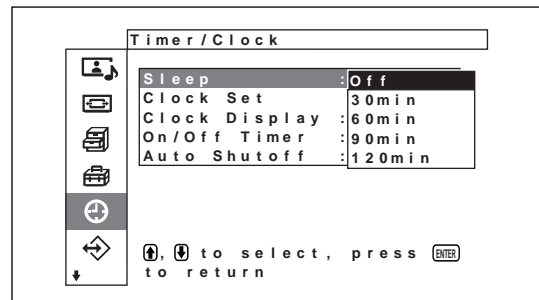 Timer/Clock
Sleep : Off
Clock Set 30min
Clock Display : 60min
On/Off Timer : 90min
Auto Shutoff : 120min
, to select, press ENTER
to return